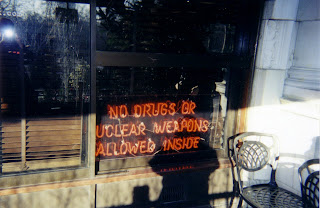 NO DRUGS OR
UCLEAR WEAPONS
ALLOWED INSIDE